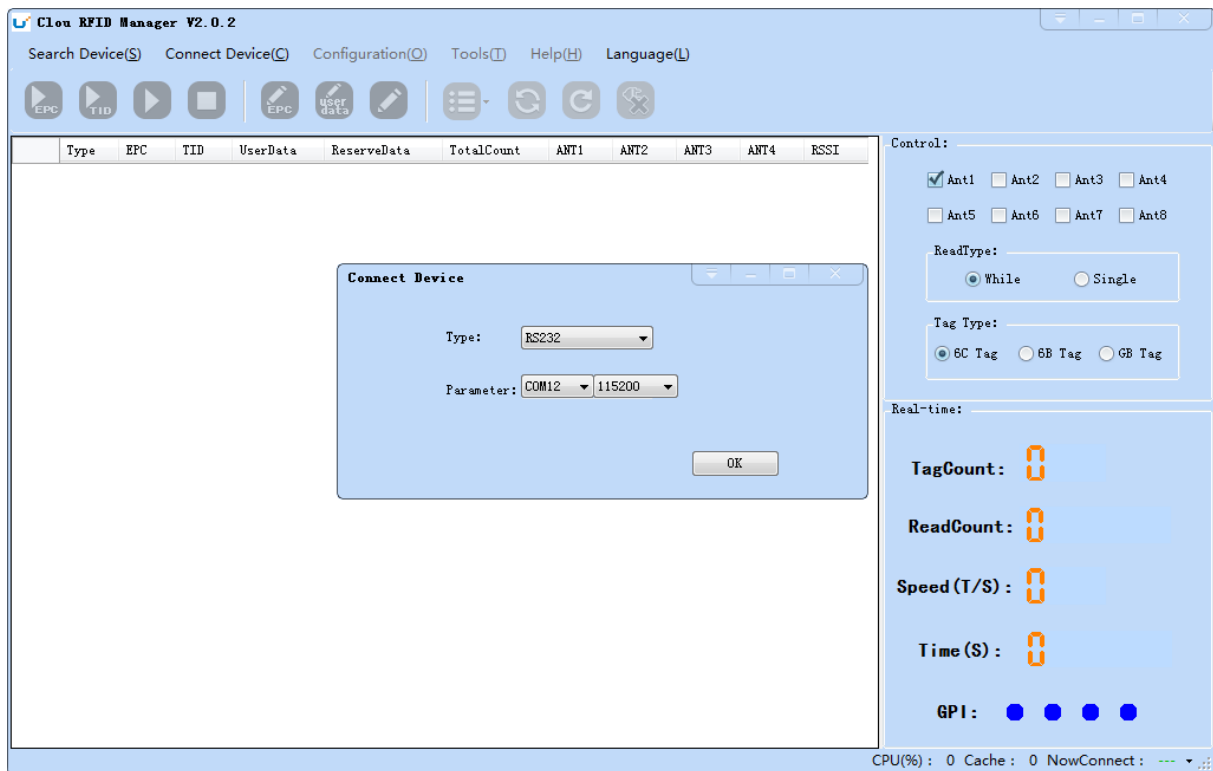 Clou RFID Manager V2.0.2
Search Device(S) Connect Device(C) Configuration(O) Tools(T) Help(H) Language(L)
EPC TID EPC user data
Type EPC TID UserData ReserveData TotalCount ANT1 ANT2 ANT3 ANT4 RSSI
Connect Device
Type: RS232
Parameter: COM12 115200
OK
Control:
Ant1 Ant2 Ant3 Ant4
Ant5 Ant6 Ant7 Ant8
ReadType:
While Single
Tag Type:
6C Tag 6B Tag GB Tag
Real-time:
TagCount: 0
ReadCount: 0
Speed(T/S): 0
Time(S): 0
GPI:
CPU(%) : 0 Cache : 0 NowConnect : ---